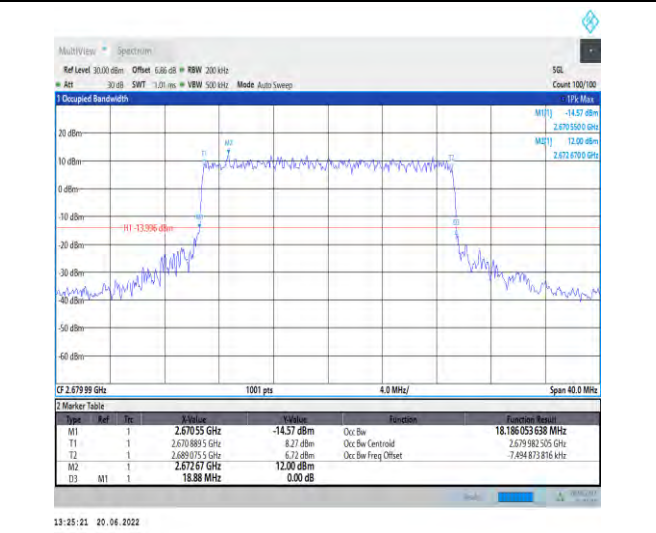 MultiView Spectrum
Ref Level 30.00 dBm Offset 6.86 dB RBW 200 kHz SGL
Att 30 dB SWT 1.01 ms VBW 500 kHz Mode Auto Sweep Count 100/100
1 Occupied Bandwidth 1Pk Max
M1[1] -14.57 dBm
2.670 550 0 GHz
20 dBm
M2[1] 12.00 dBm
2.672 670 0 GHz
M2
T1 T2
10 dBm
0 dBm
-10 dBm
H1 -13.996 dBm
D3
-20 dBm
-30 dBm
-40 dBm
-50 dBm
-60 dBm
CF 2.679 99 GHz 1001 pts 4.0 MHz/ Span 40.0 MHz
2 Marker Table
Type Ref Trc X-Value Y-Value Function Function Result
M1 1 2.670 55 GHz -14.57 dBm Occ Bw 18.186 053 638 MHz
T1 1 2.670 889 5 GHz 8.27 dBm Occ Bw Centroid 2.679 982 505 GHz
T2 1 2.689 075 5 GHz 6.72 dBm Occ Bw Freq Offset -7.494 873 816 kHz
M2 1 2.672 67 GHz 12.00 dBm
D3 M1 1 18.88 MHz 0.00 dB
13:25:21 20.06.2022